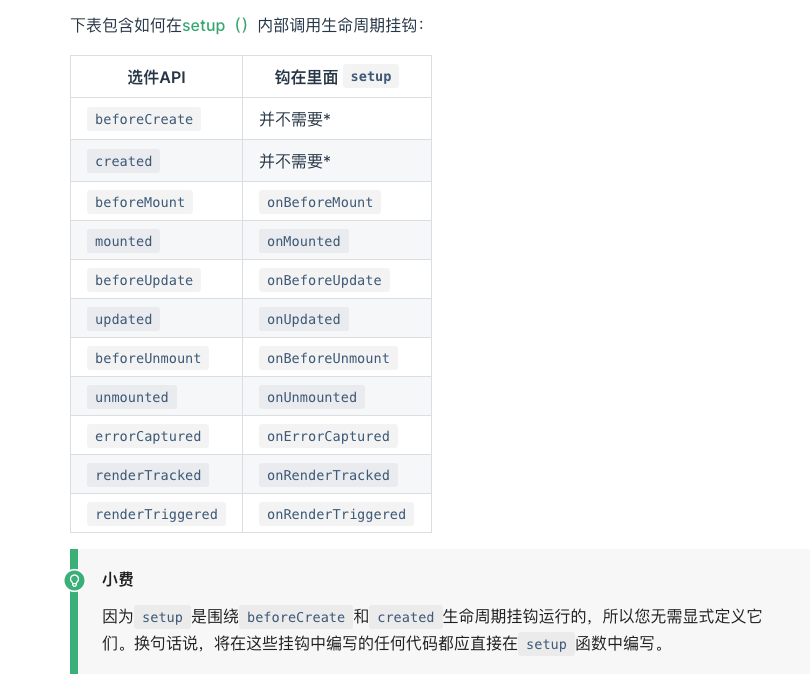 下表包含如何在setup（）内部调用生命周期挂钩：
选件API 钩在里面 setup
beforeCreate 并不需要*
created 并不需要*
beforeMount onBeforeMount
mounted onMounted
beforeUpdate onBeforeUpdate
updated onUpdated
beforeUnmount onBeforeUnmount
unmounted onUnmounted
errorCaptured onErrorCaptured
renderTracked onRenderTracked
renderTriggered onRenderTriggered
小费
因为 setup 是围绕 beforeCreate 和 created 生命周期挂钩运行的，所以您无需显式定义它
们。换句话说，将在这些挂钩中编写的任何代码都应直接在 setup 函数中编写。